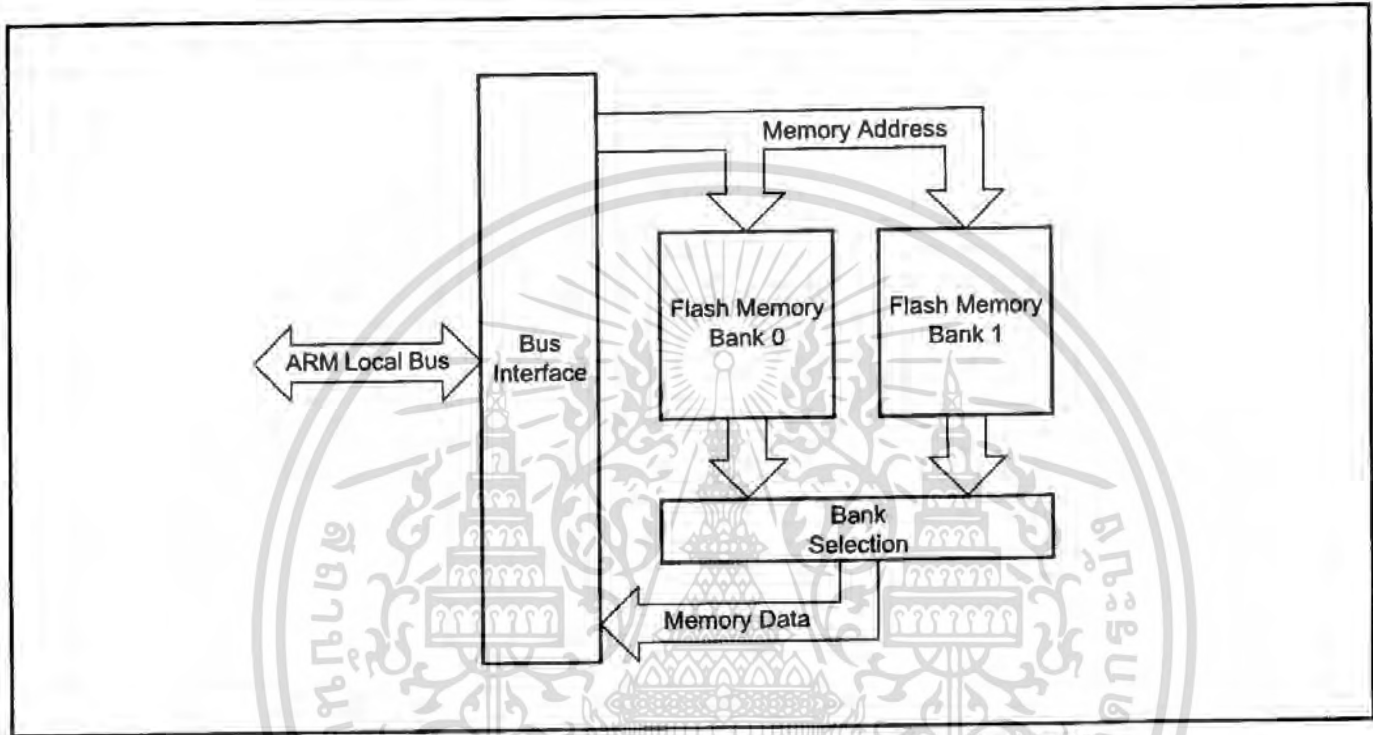 Memory Address
Flash Memory
Bank 0
Flash Memory
Bank 1
ARM Local Bus
Bus
Interface
Bank
Selection
Memory Data